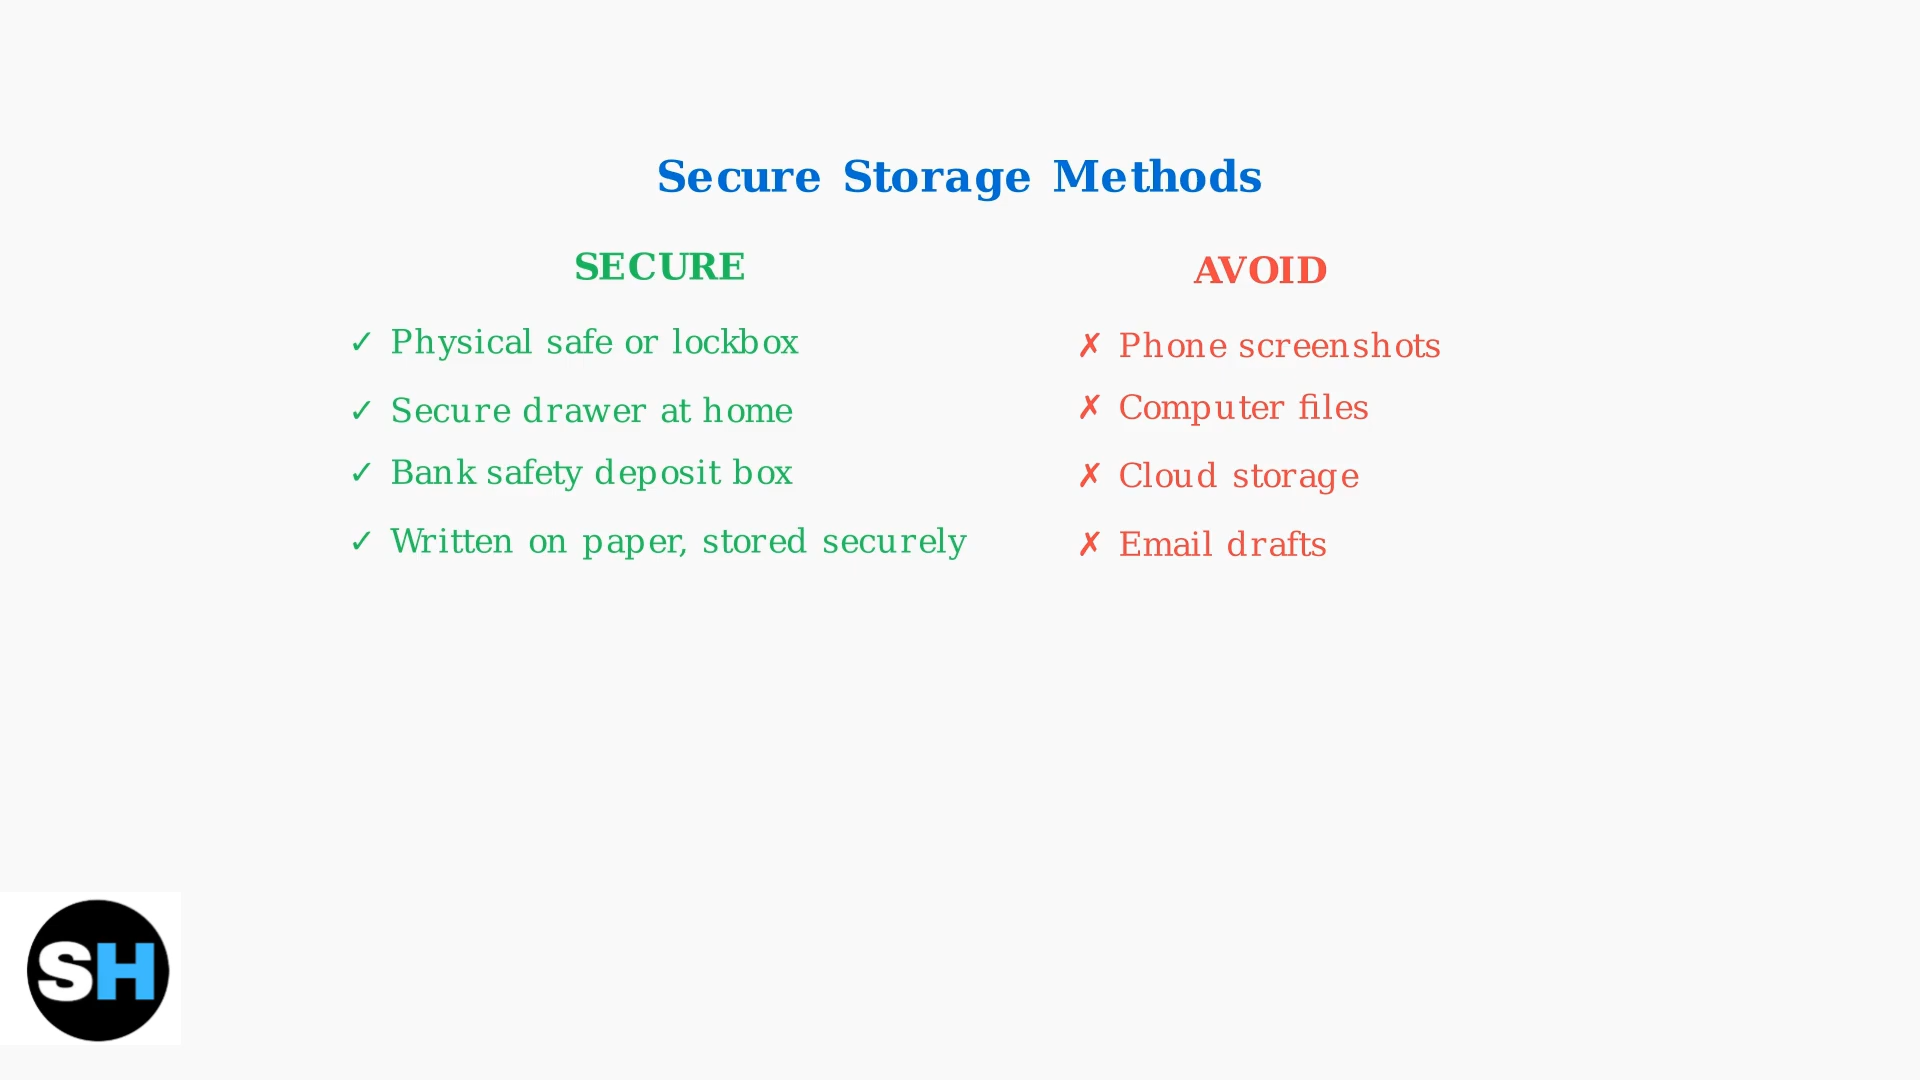 Secure Storage Methods
SECURE
✓ Physical safe or lockbox
✓ Secure drawer at home
✓ Bank safety deposit box
✓ Written on paper, stored securely
AVOID
✗ Phone screenshots
✗ Computer files
✗ Cloud storage
✗ Email drafts
SH